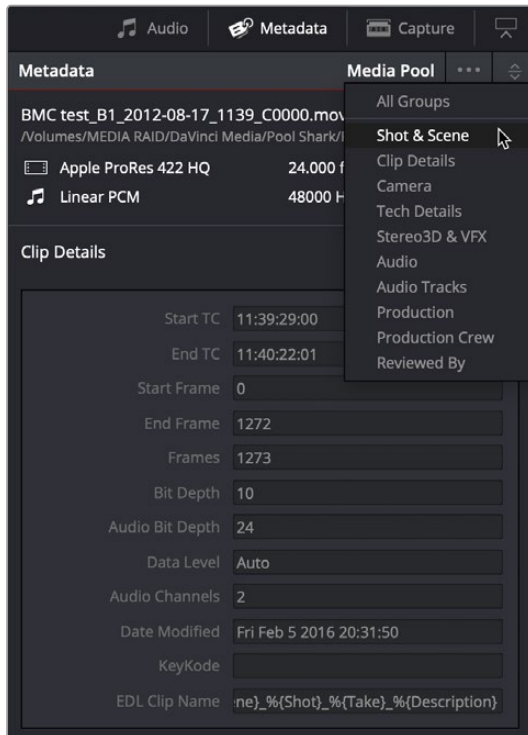 Audio
Metadata
Capture
Metadata
Media Pool
BMC test_B1_2012-08-17_1139_C0000.mov
/Volumes/MEDIA RAID/DaVinci Media/Pool Shark/
Apple ProRes 422 HQ
24.000 f
Linear PCM
48000 H
All Groups
Shot & Scene
Clip Details
Camera
Tech Details
Stereo3D & VFX
Audio
Audio Tracks
Production
Production Crew
Reviewed By
Clip Details
Start TC 11:39:29:00
End TC 11:40:22:01
Start Frame 0
End Frame 1272
Frames 1273
Bit Depth 10
Audio Bit Depth 24
Data Level Auto
Audio Channels 2
Date Modified Fri Feb 5 2016 20:31:50
KeyKode
EDL Clip Name ne}_%{Shot}_%{Take}_%{Description}